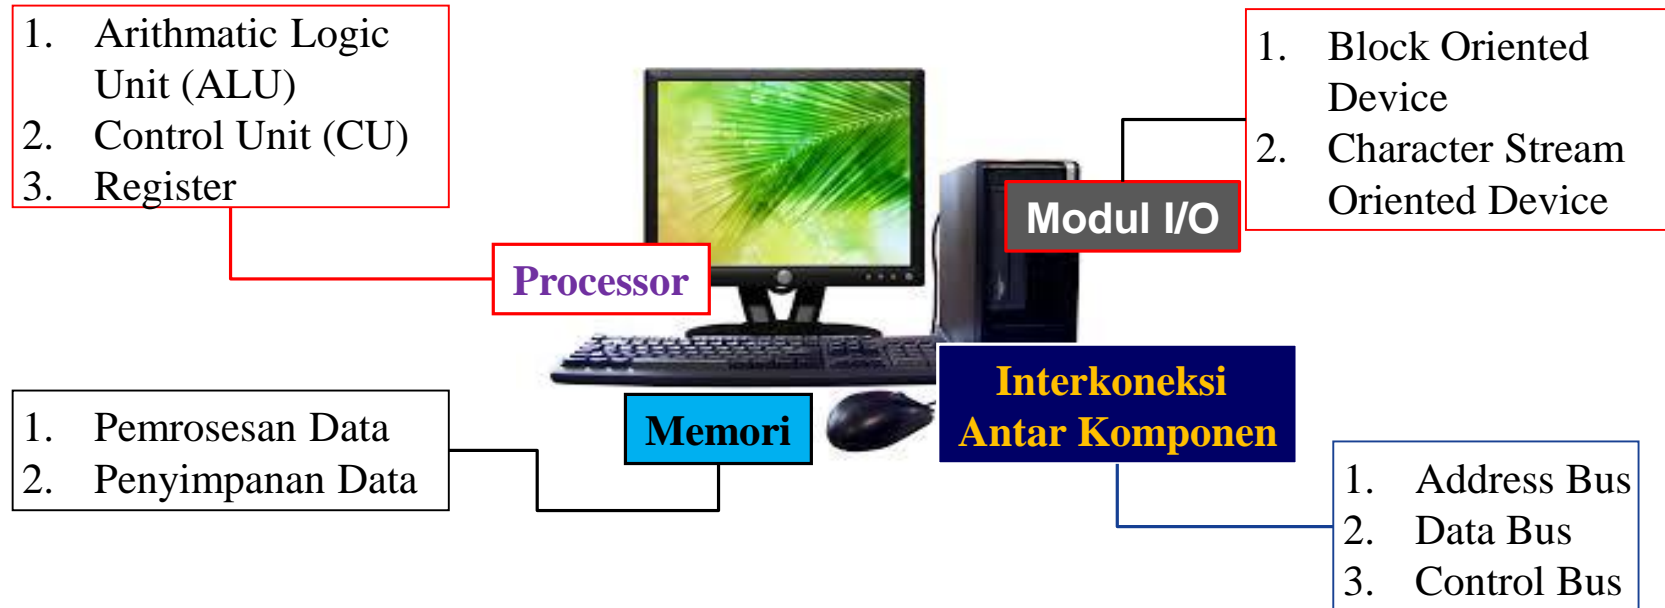 1. Arithmatic Logic
Unit (ALU)
2. Control Unit (CU)
3. Register
1. Block Oriented
Device
2. Character Stream
Oriented Device
Modul I/O
Processor
Interkoneksi
Antar Komponen
Memori
1. Pemrosesan Data
2. Penyimpanan Data
1. Address Bus
2. Data Bus
3. Control Bus